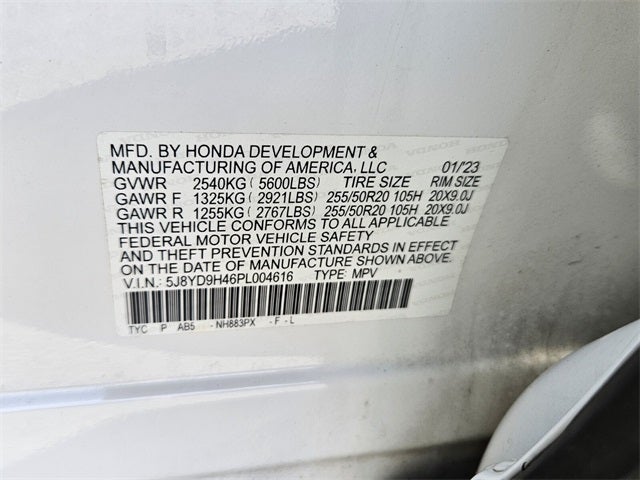 MFD. BY HONDA DEVELOPMENT &
MANUFACTURING OF AMERICA, LLC 01/'23
GVWR 2540KG ( 5600LBS) TIRE SIZE RIM SIZE
GAWR F 1325KG ( 2921LBS) 255/50R20 105H 20X9.0J
GAWR R 1255KG ( 2767LBS) 255/50R20 105H 20X9.0J
THIS VEHICLE CONFORMS TO ALL APPLICABLE
FEDERAL MOTOR VEHICLE SAFETY
AND THEFT PREVENTION STANDARDS IN EFFECT
ON THE DATE OF MANUFACTURE SHOWN ABOVE.
V.I.N.: 5J8YD9H46PL004616 TYPE: MPV
TYC P AB5 -NH883PX -F-L